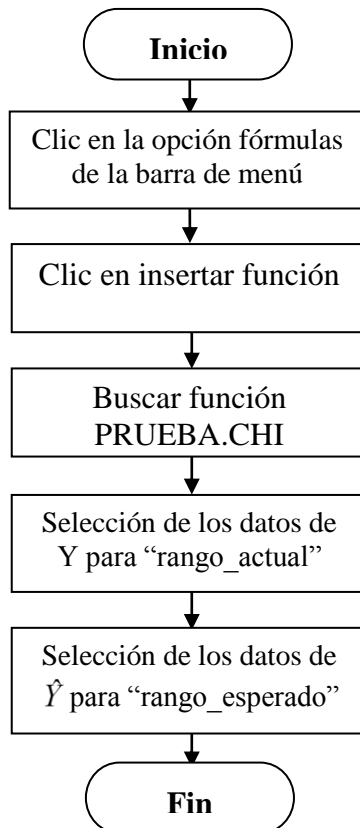 Inicio
Clic en la opción fórmulas
de la barra de menú
Clic en insertar función
Buscar función
PRUEBA.CHI
Selección de los datos de
Y para “rango_actual”
Selección de los datos de
Ŷ para “rango_esperado”
Fin